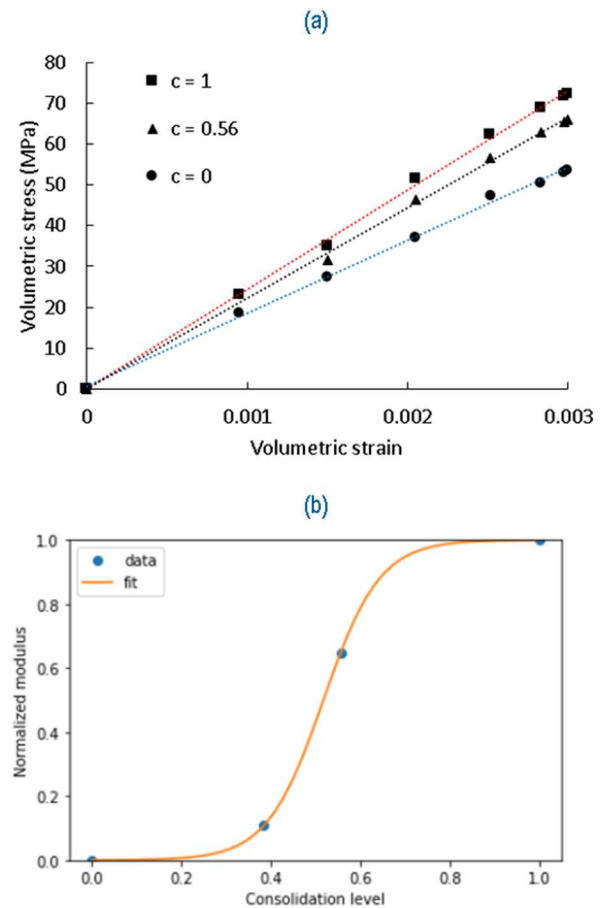 (a)
80
70
60
50
40
30
20
10
0
c = 1
c = 0.56
c = 0
Volumetric stress (MPa)
0 0.001 0.002 0.003
Volumetric strain
(b)
1.0
0.8
0.6
0.4
0.2
0.0
data
fit
Normalized modulus
0.0 0.2 0.4 0.6 0.8 1.0
Consolidation level